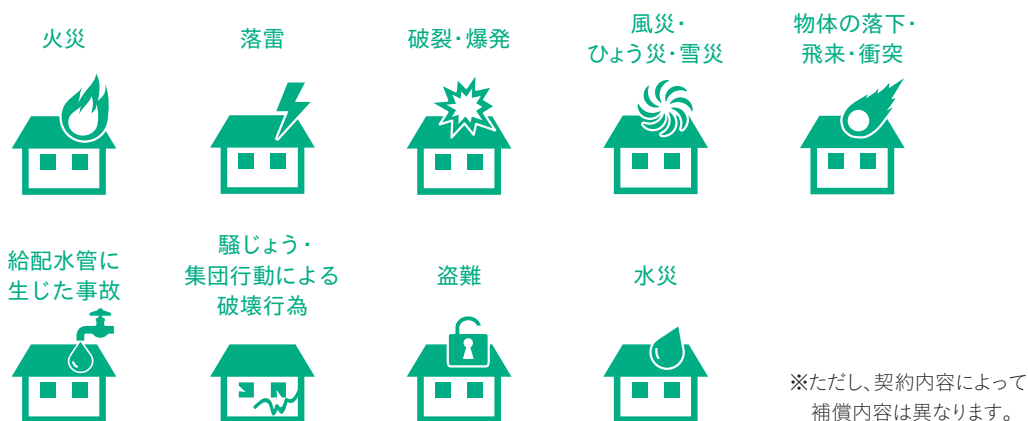 火災
落雷
破裂・爆発
風災・
ひょう災・雪災
物体の落下・
飛来・衝突
給配水管に
生じた事故
騒じょう・
集団行動による
破壊行為
盗難
水災
※ただし、契約内容によって
補償内容は異なります。